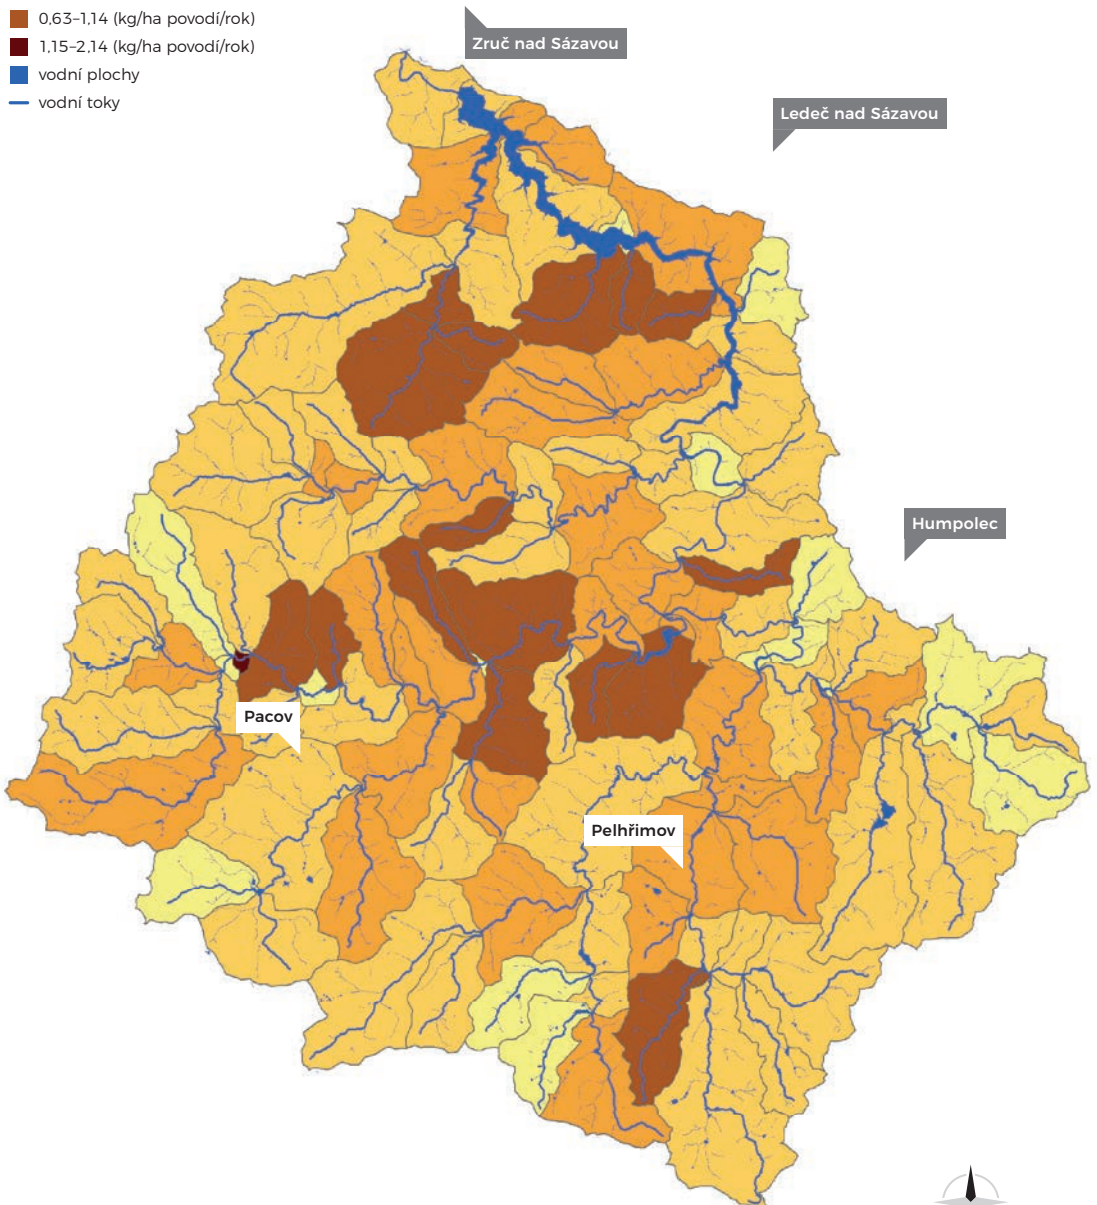 0,63–1,14 (kg/ha povodí/rok)
1,15–2,14 (kg/ha povodí/rok)
vodní plochy
vodní toky
Zruč nad Sázavou
Ledeč nad Sázavou
Humpolec
Pacov
Pelhřimov